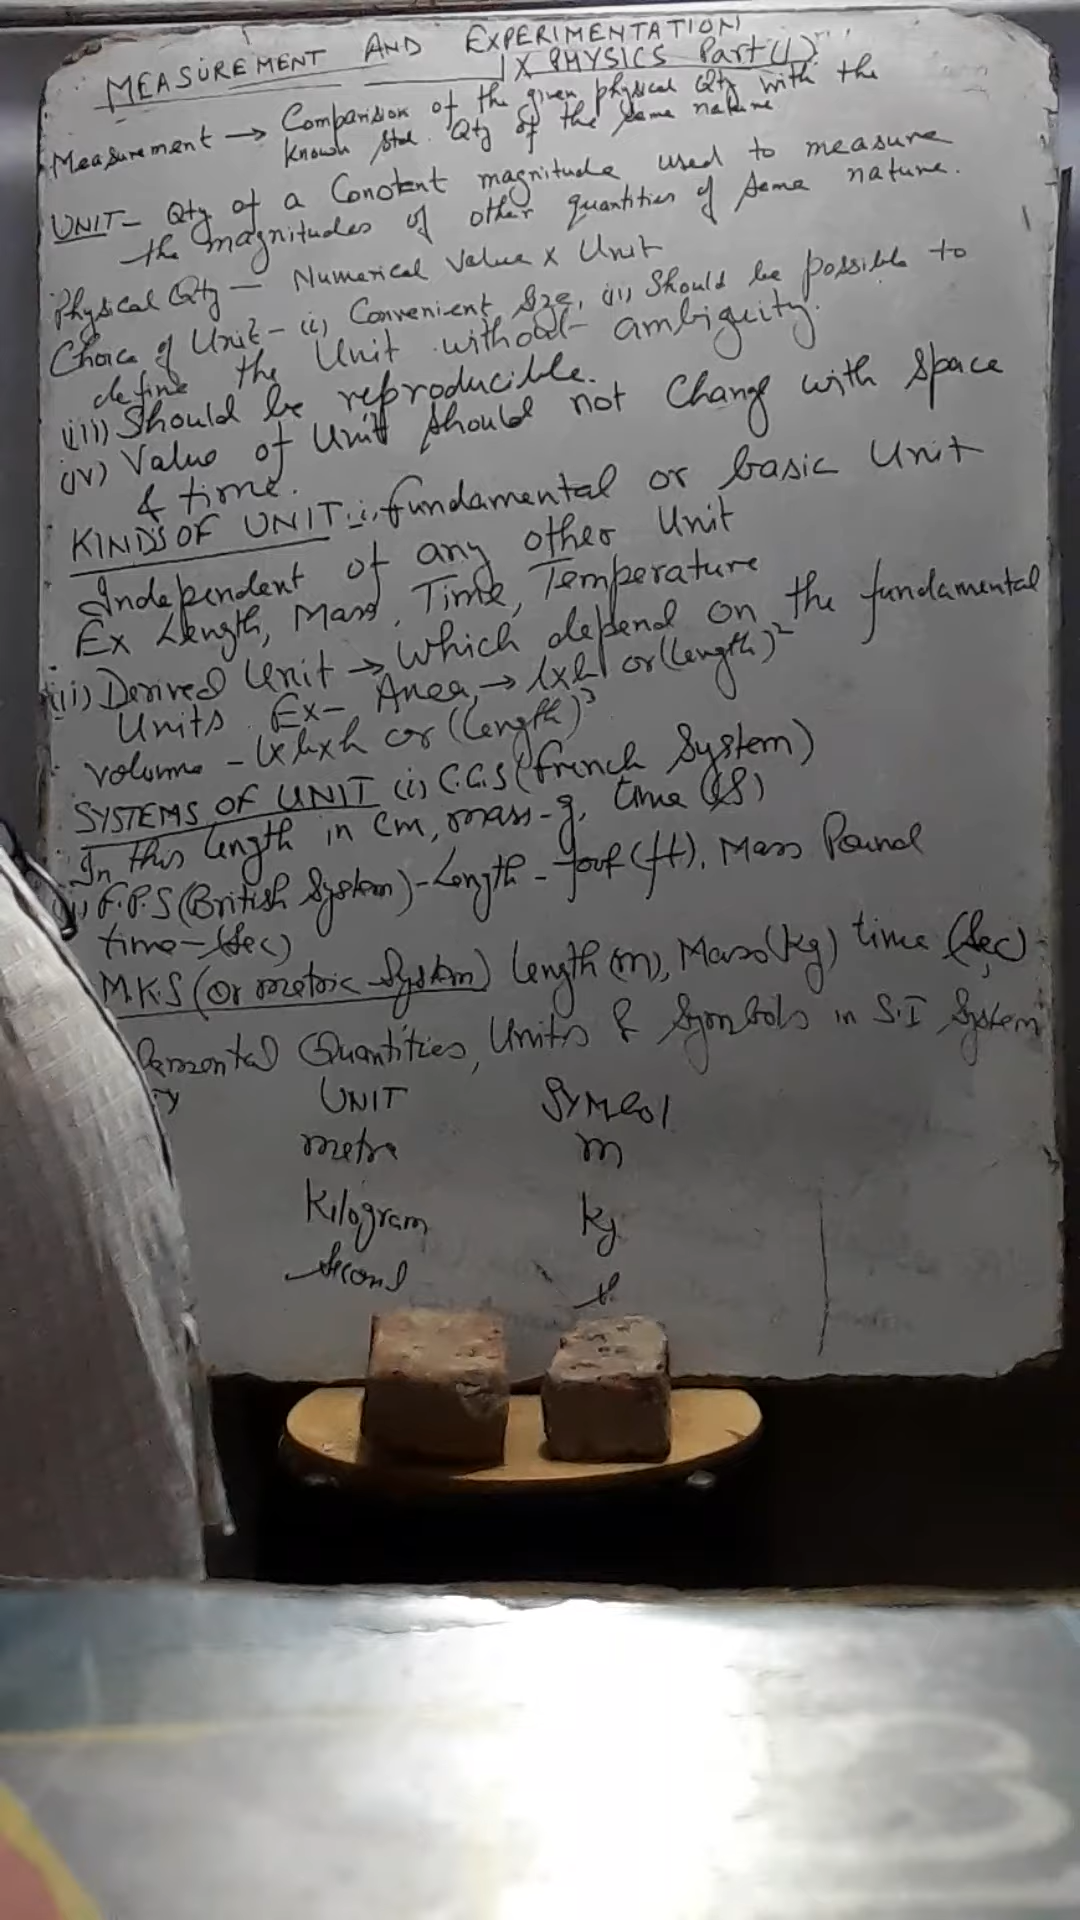 MEASUREMENT AND EXPERIMENTATION
IX PHYSICS Part (1)
Measurement → Comparision of the given physical Qty with the
known std. Qty of the same nature
UNIT- Qty of a Constent magnitude used to measure
the magnitudes of other quantities of same nature.
Physical Qty - Numerical Value x Unit
Choice of Unit - (i) Convenient Size, (ii) Should be possible to
define the Unit without ambiguity.
(iii) Should be reproducible.
(iv) Value of Unit should not change with space
& time.
KINDS OF UNIT:- i, fundamental or basic Unit
Independent of any other Unit
Ex Length, Mass, Time, Temperature
(ii) Derived Unit → Which depend on the fundamental
Units. Ex- Area, → lxb or (length)²
volume - lxbxh or (length)³
SYSTEMS OF UNIT (i) C.G.S (french System)
In this length in cm, mass-g, time (s)
F.P.S (British System) - Length - foot (ft), Mass Pound
time - (sec)
M.K.S (or metric System) length (m), Mass (kg) time (sec)
Quantities, Units & Symbols in S.I System
UNIT SYMBOl
metre m
Kilogram kg
second s